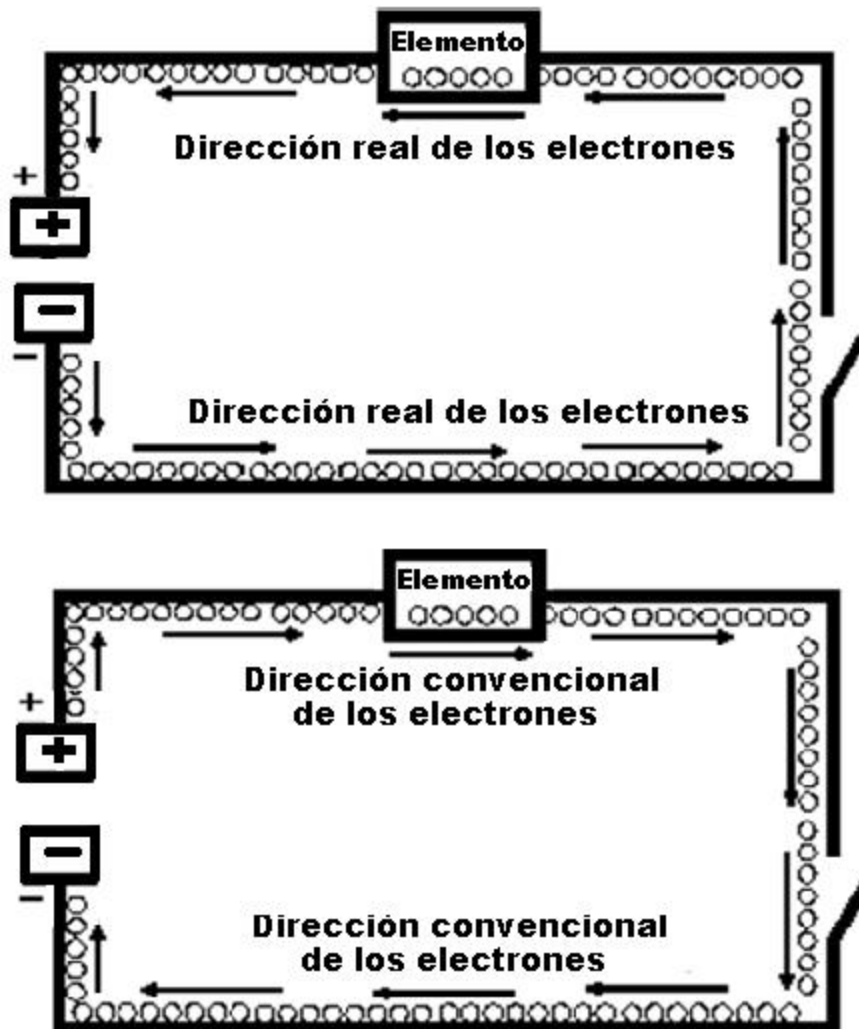 Elemento
Dirección real de los electrones
+
+
−
−
Dirección real de los electrones
Elemento
Dirección convencional
de los electrones
+
+
−
−
Dirección convencional
de los electrones